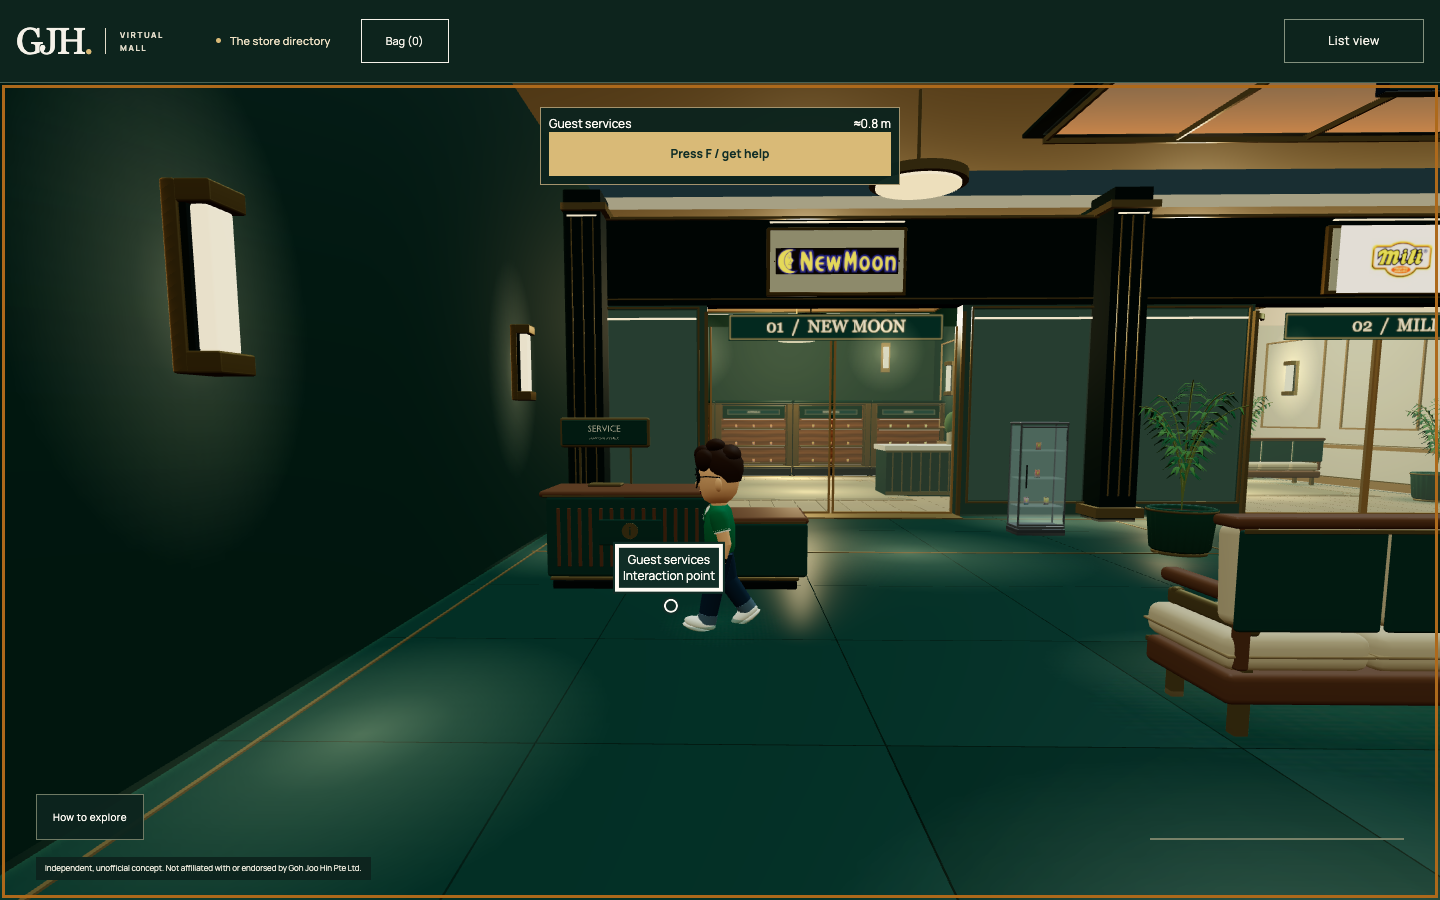 GJH.
VIRTUAL
MALL
The store directory
Bag (0)
List view
Guest services
≈0.8 m
Press F / get help
NewMoon
Mili
01 / NEW MOON
02 / MILI
SERVICE
Guest services
Interaction point
How to explore
Independent, unofficial concept. Not affiliated with or endorsed by Goh Joo Hin Pte Ltd.